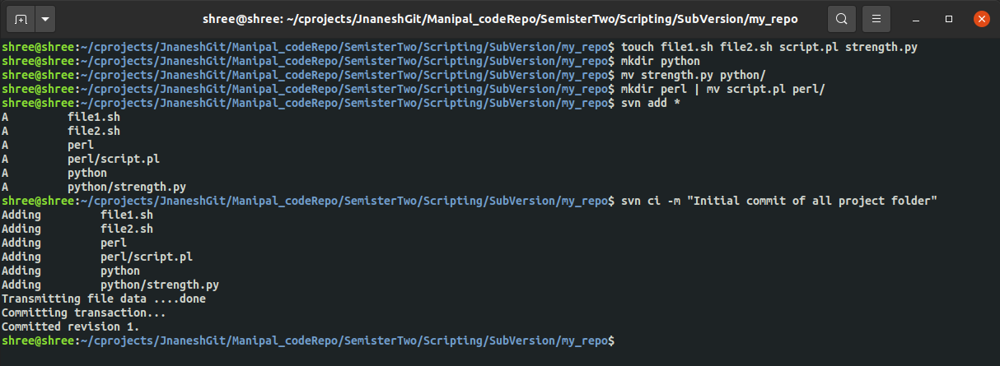 shree@shree: ~/cprojects/JnaneshGit/Manipal_codeRepo/SemisterTwo/Scripting/SubVersion/my_repo
shree@shree:~/cprojects/JnaneshGit/Manipal_codeRepo/SemisterTwo/Scripting/SubVersion/my_repo$ touch file1.sh file2.sh script.pl strength.py
shree@shree:~/cprojects/JnaneshGit/Manipal_codeRepo/SemisterTwo/Scripting/SubVersion/my_repo$ mkdir python
shree@shree:~/cprojects/JnaneshGit/Manipal_codeRepo/SemisterTwo/Scripting/SubVersion/my_repo$ mv strength.py python/
shree@shree:~/cprojects/JnaneshGit/Manipal_codeRepo/SemisterTwo/Scripting/SubVersion/my_repo$ mkdir perl | mv script.pl perl/
shree@shree:~/cprojects/JnaneshGit/Manipal_codeRepo/SemisterTwo/Scripting/SubVersion/my_repo$ svn add *
A         file1.sh
A         file2.sh
A         perl
A         perl/script.pl
A         python
A         python/strength.py
shree@shree:~/cprojects/JnaneshGit/Manipal_codeRepo/SemisterTwo/Scripting/SubVersion/my_repo$ svn ci -m "Initial commit of all project folder"
Adding         file1.sh
Adding         file2.sh
Adding         perl
Adding         perl/script.pl
Adding         python
Adding         python/strength.py
Transmitting file data ....done
Committing transaction...
Committed revision 1.
shree@shree:~/cprojects/JnaneshGit/Manipal_codeRepo/SemisterTwo/Scripting/SubVersion/my_repo$